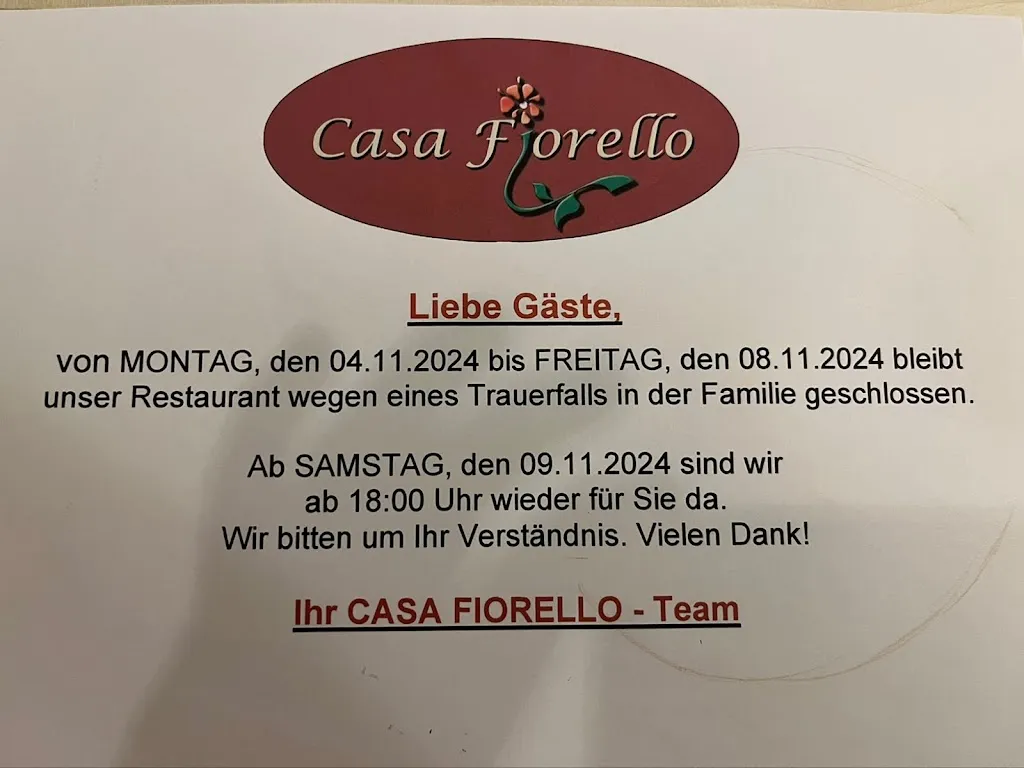 Casa Fiorello
Liebe Gäste,
von MONTAG, den 04.11.2024 bis FREITAG, den 08.11.2024 bleibt
unser Restaurant wegen eines Trauerfalls in der Familie geschlossen.
Ab SAMSTAG, den 09.11.2024 sind wir
ab 18:00 Uhr wieder für Sie da.
Wir bitten um Ihr Verständnis. Vielen Dank!
Ihr CASA FIORELLO - Team